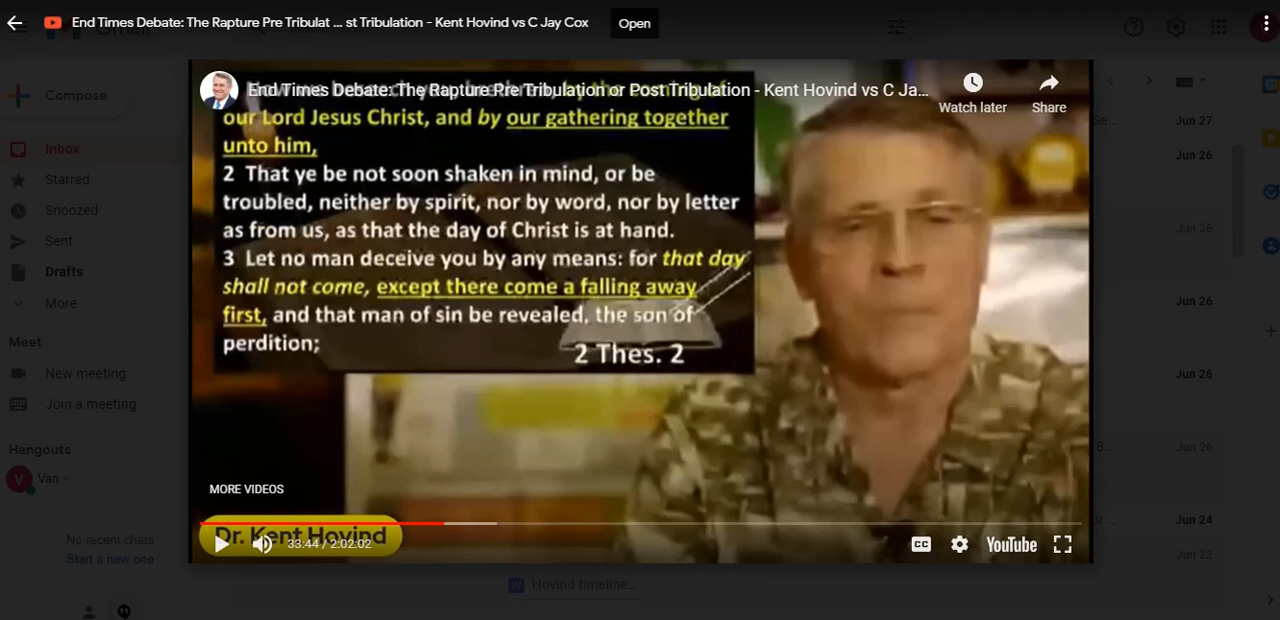 End Times Debate: The Rapture Pre Tribulat ... st Tribulation - Kent Hovind vs C Jay Cox
Open
Gmail
Compose
Inbox
Starred
Snoozed
Sent
Drafts
More
Meet
New meeting
Join a meeting
Hangouts
V
Van
No recent chats
Start a new one
End Times Debate: The Rapture Pre Tribulation or Post Tribulation - Kent Hovind vs C Ja...
Watch later
Share
our Lord Jesus Christ, and by our gathering together
unto him,
2 That ye be not soon shaken in mind, or be
troubled, neither by spirit, nor by word, nor by letter
as from us, as that the day of Christ is at hand.
3 Let no man deceive you by any means: for that day
shall not come, except there come a falling away
first, and that man of sin be revealed, the son of
perdition;
2 Thes. 2
MORE VIDEOS
Dr. Kent Hovind
33:44 / 2:02:02
CC
YouTube
W Hovind timeline...
Jun 27
Jun 26
Jun 26
Jun 26
Jun 26
Jun 26
Jun 24
Jun 22